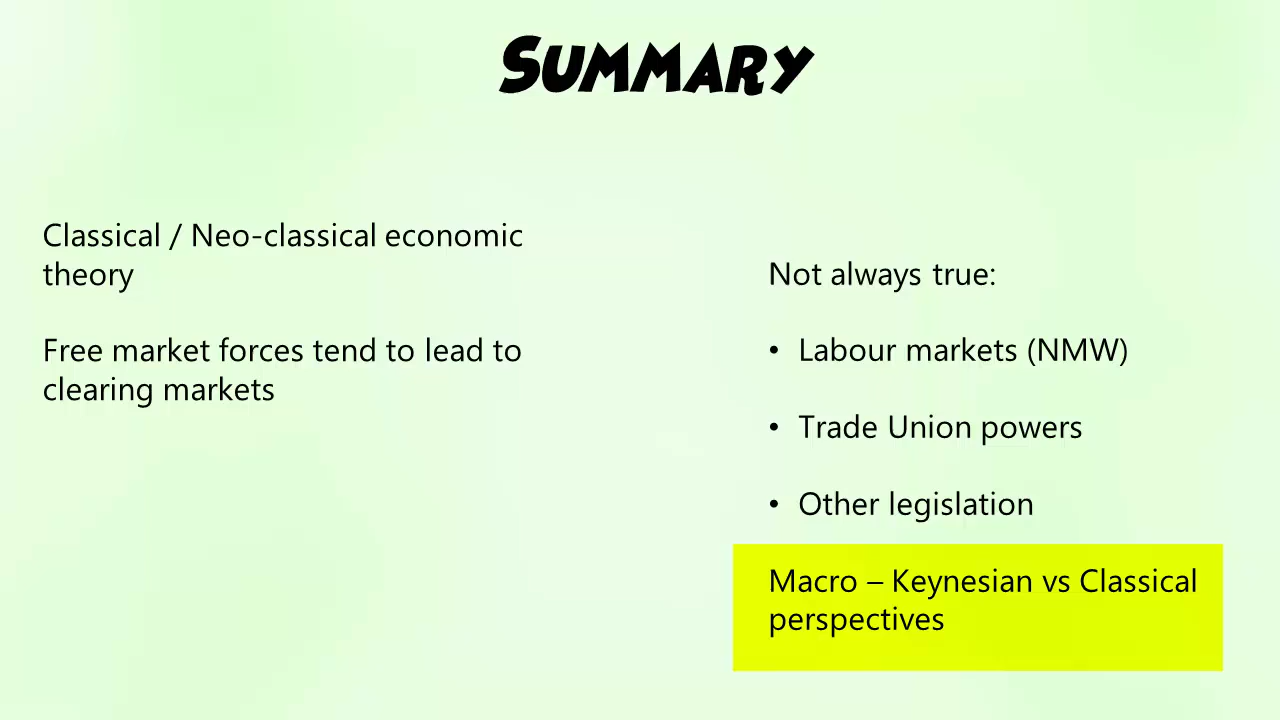 Summary
Classical / Neo-classical economic
theory
Free market forces tend to lead to
clearing markets
Not always true:
• Labour markets (NMW)
• Trade Union powers
• Other legislation
Macro – Keynesian vs Classical
perspectives